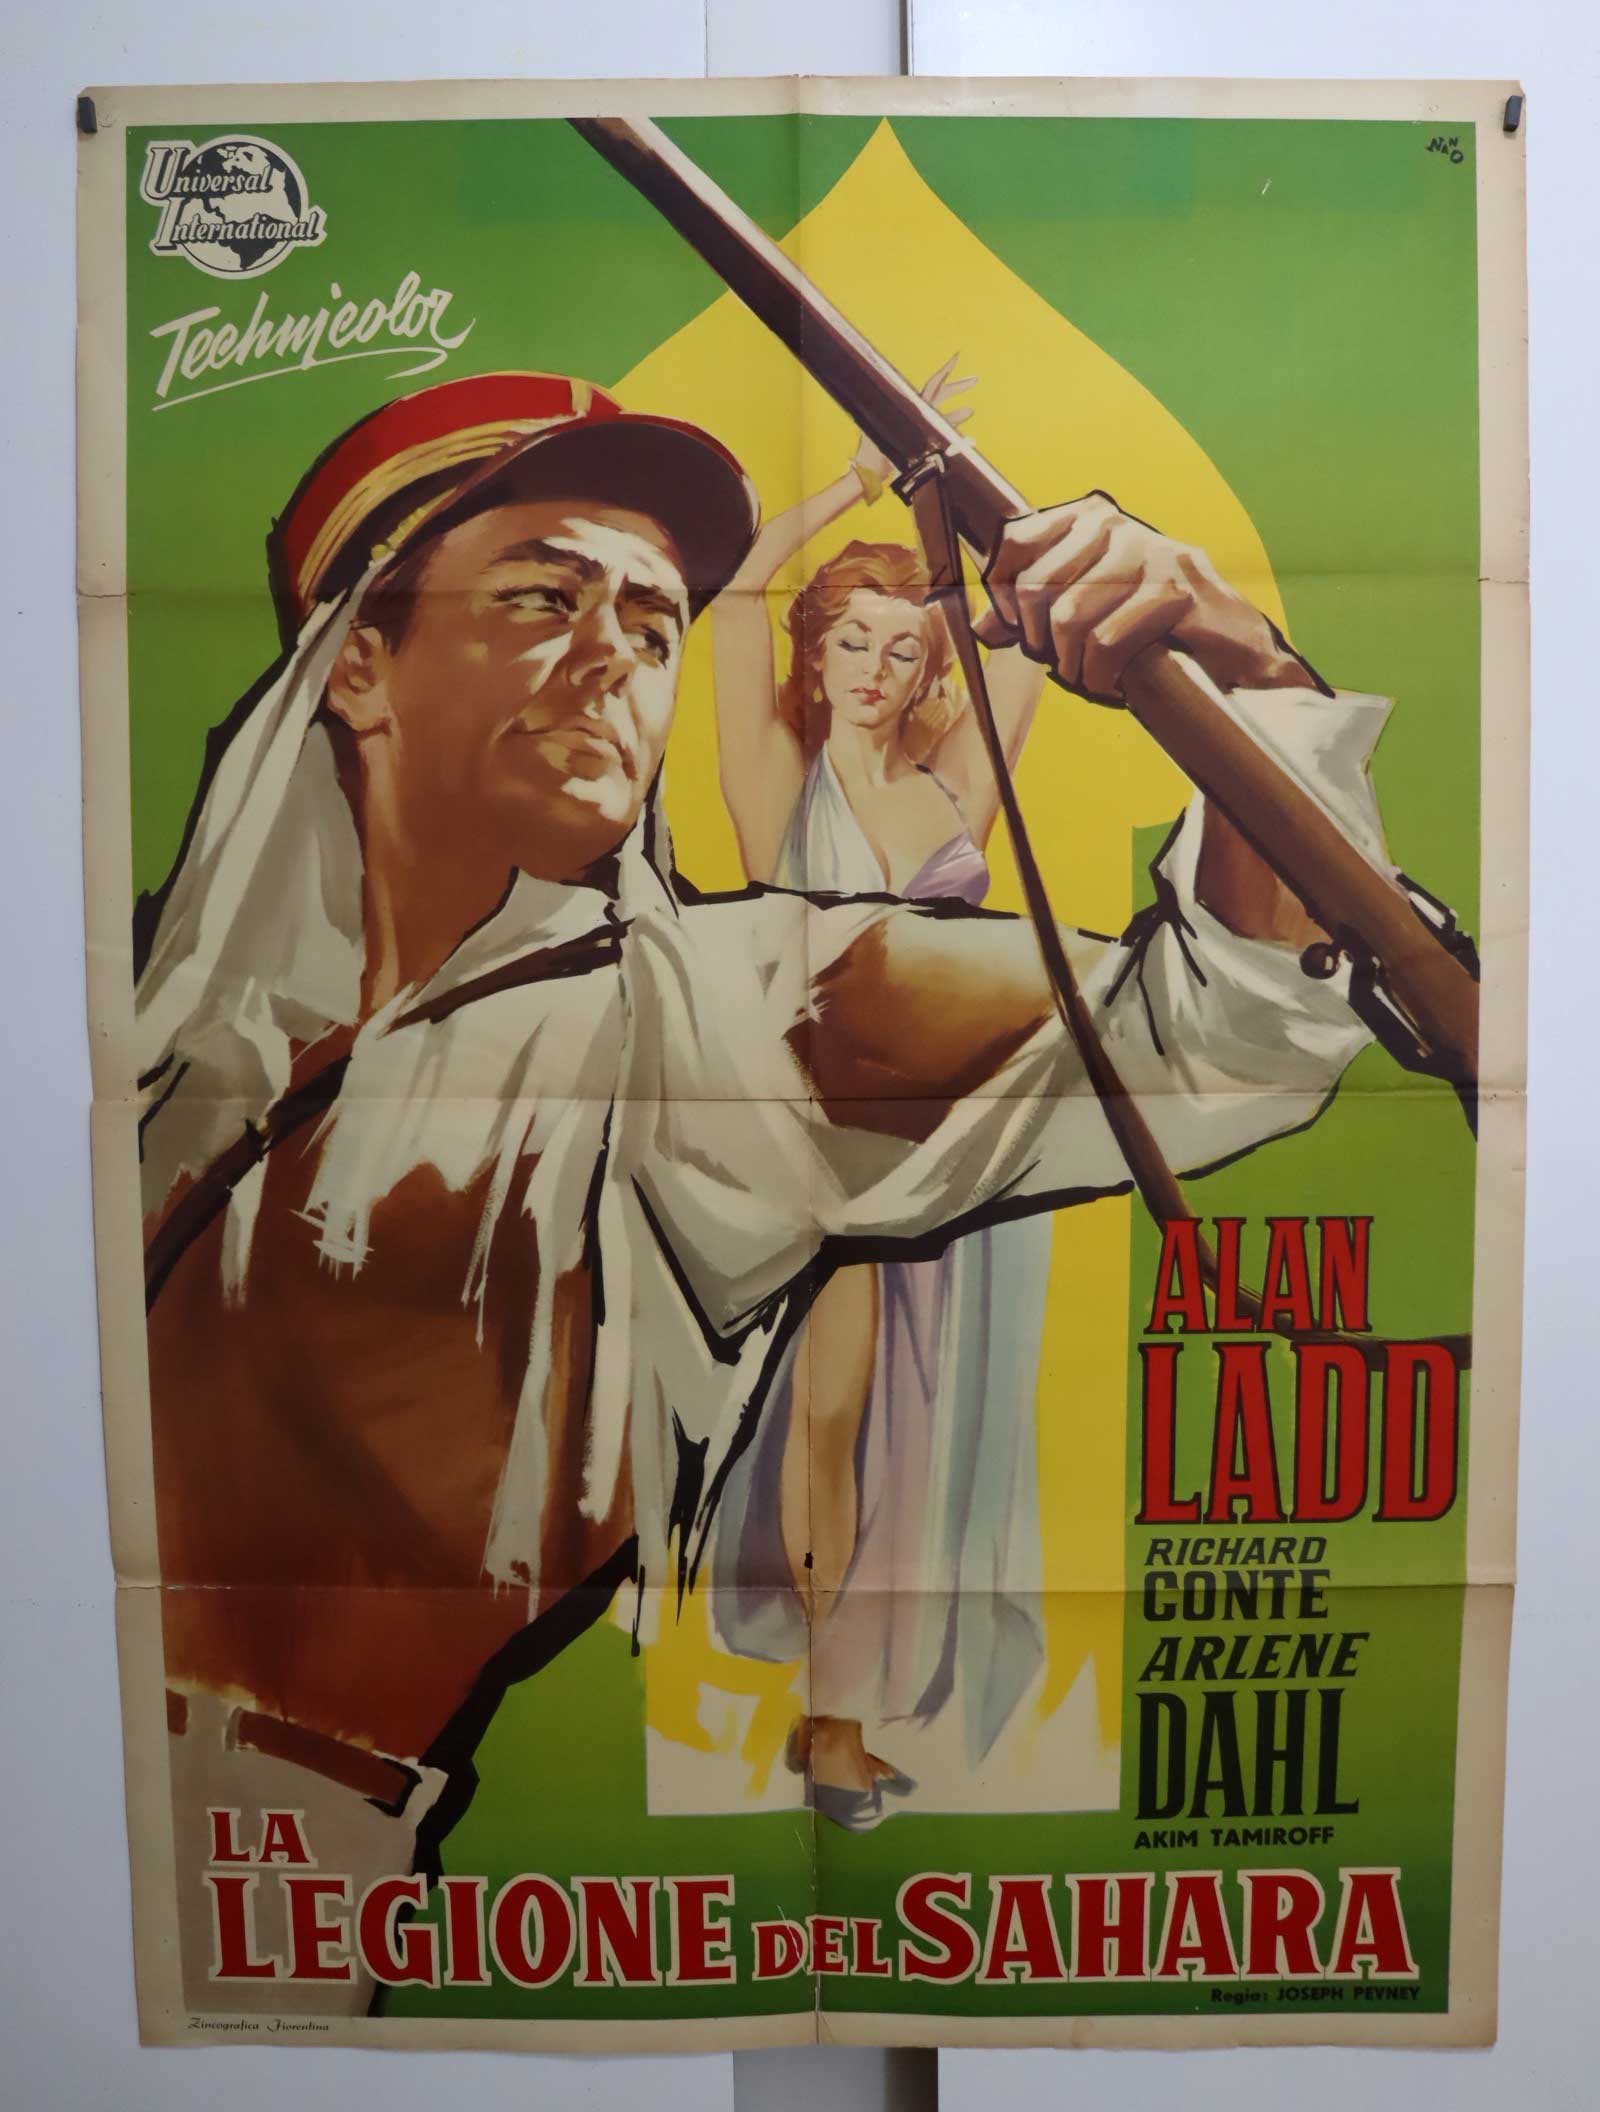 Universal
International
Technicolor
NANO
ALAN
LADD
RICHARD
CONTE
ARLENE
DAHL
AKIM TAMIROFF
LA
LEGIONE DEL SAHARA
Regia: JOSEPH PEVNEY
Zincografica Fiorentina